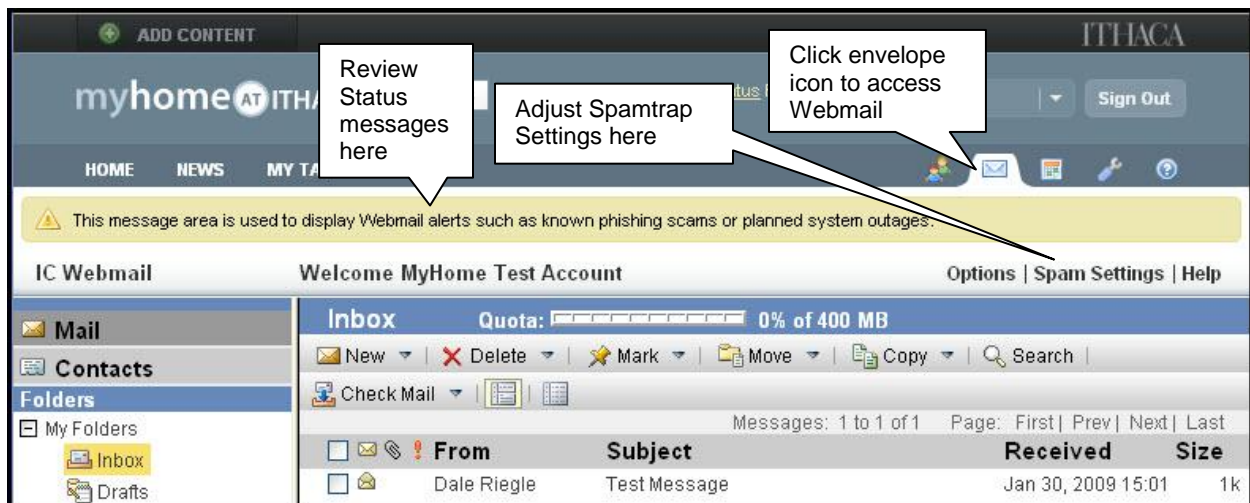 ADD CONTENT
ITHACA
Review
Status
messages
here
Adjust Spamtrap
Settings here
Click envelope
icon to access
Webmail
myhome AT
Sign Out
HOME NEWS MY
This message area is used to display Webmail alerts such as known phishing scams or planned system outages.
IC Webmail Welcome MyHome Test Account Options | Spam Settings | Help
Mail
Contacts
Folders
My Folders
Inbox
Drafts
Inbox Quota: 0% of 400 MB
New | Delete | Mark | Move | Copy | Search |
Check Mail
Messages: 1 to 1 of 1 Page: First | Prev | Next | Last
From Subject Received Size
Dale Riegle Test Message Jan 30, 2009 15:01 1k